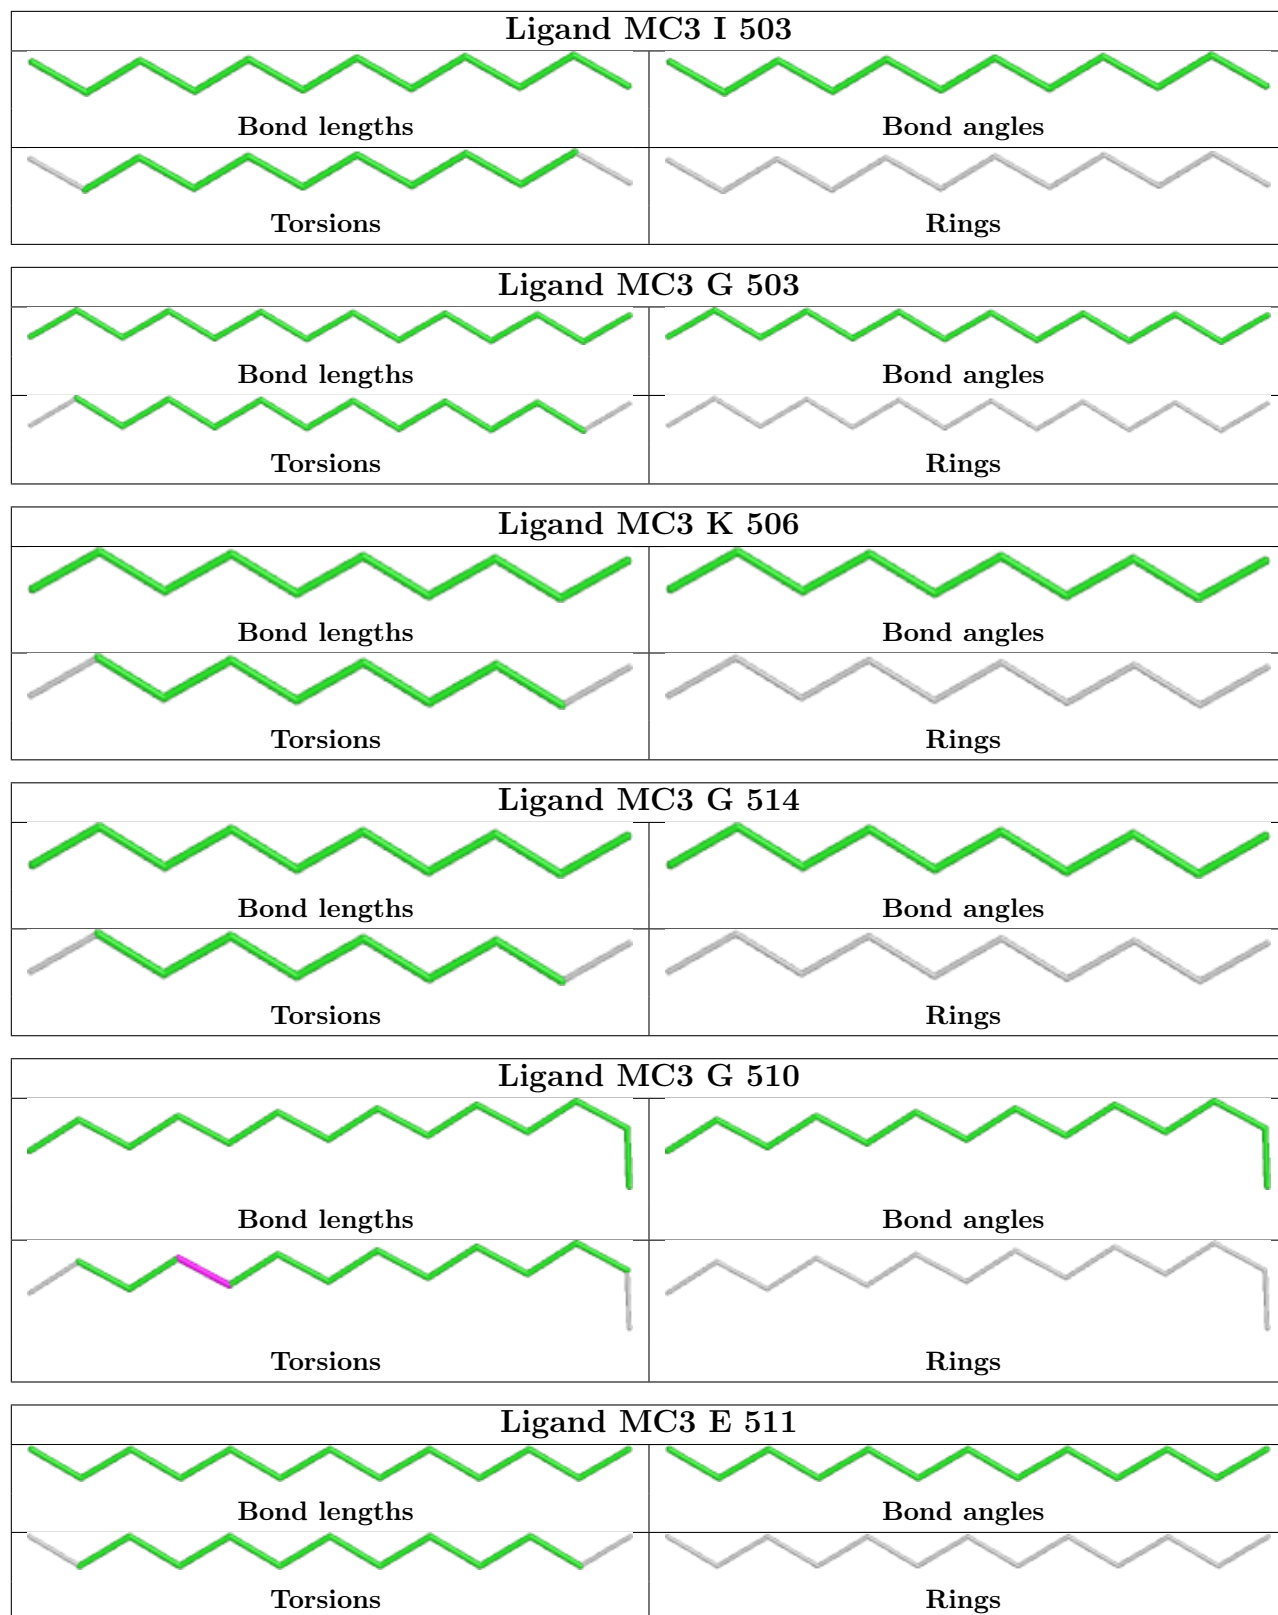 Ligand MC3 I 503
Bond lengths Bond angles
Torsions Rings
Ligand MC3 G 503
Bond lengths Bond angles
Torsions Rings
Ligand MC3 K 506
Bond lengths Bond angles
Torsions Rings
Ligand MC3 G 514
Bond lengths Bond angles
Torsions Rings
Ligand MC3 G 510
Bond lengths Bond angles
Torsions Rings
Ligand MC3 E 511
Bond lengths Bond angles
Torsions Rings